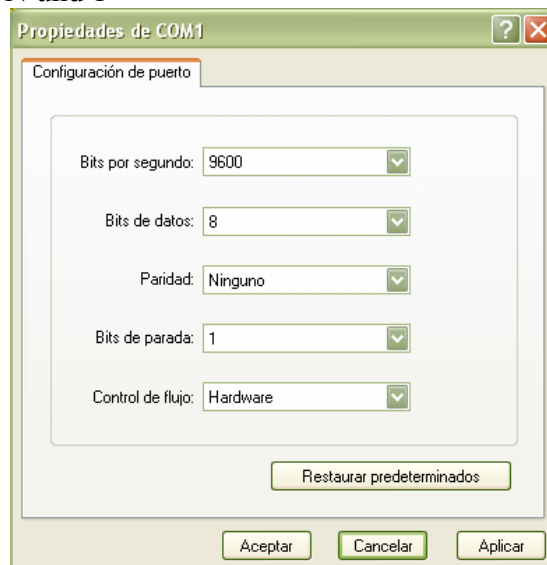 Propiedades de COM1
Configuración de puerto
Bits por segundo: 9600
Bits de datos: 8
Paridad: Ninguno
Bits de parada: 1
Control de flujo: Hardware
Restaurar predeterminados
Aceptar Cancelar Aplicar